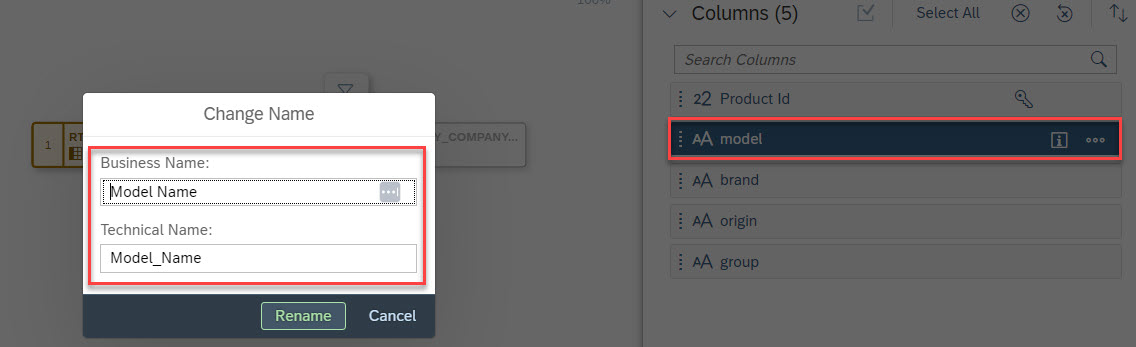 100%
Columns (5)
Select All
Search Columns
22 Product Id
AA model
AA brand
AA origin
AA group
1 RT
Y_COMPANY...
Change Name
Business Name:
Model Name
Technical Name:
Model_Name
Rename Cancel